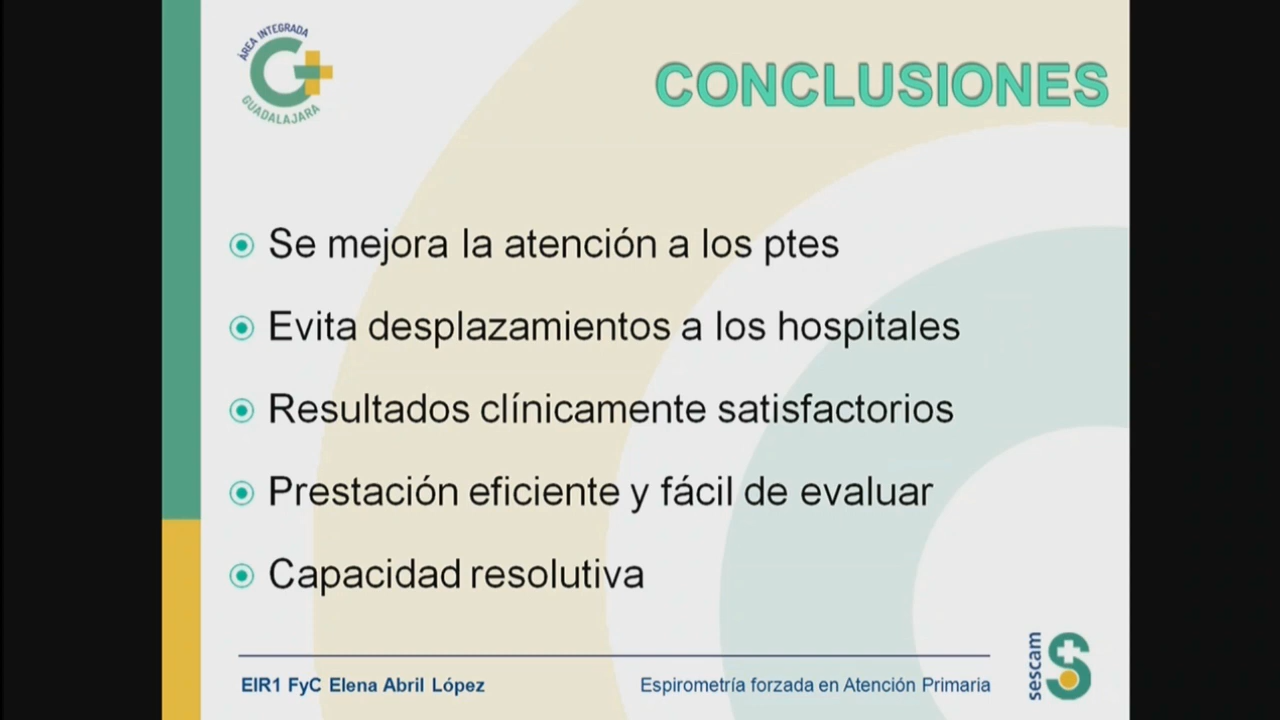 ÁREA INTEGRADA
GUADALAJARA
CONCLUSIONES
Se mejora la atención a los ptes
Evita desplazamientos a los hospitales
Resultados clínicamente satisfactorios
Prestación eficiente y fácil de evaluar
Capacidad resolutiva
EIR1 FyC Elena Abril López
Espirometría forzada en Atención Primaria
sescam